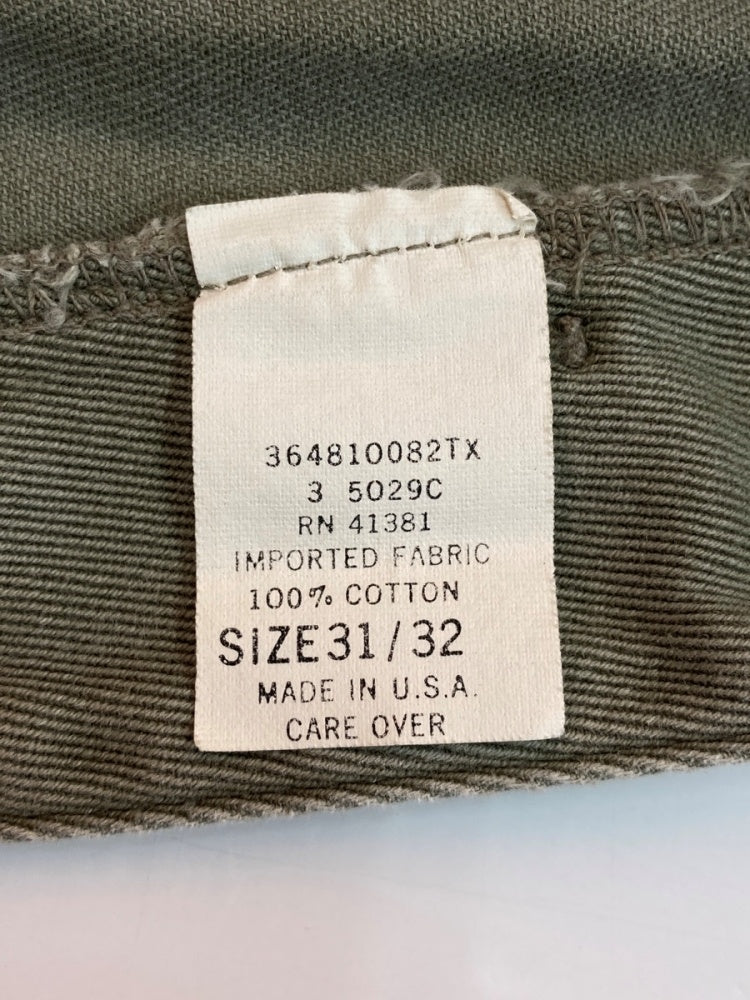 364810082TX
3 5029C
RN 41381
IMPORTED FABRIC
100% COTTON
SIZE 31/32
MADE IN U.S.A.
CARE OVER